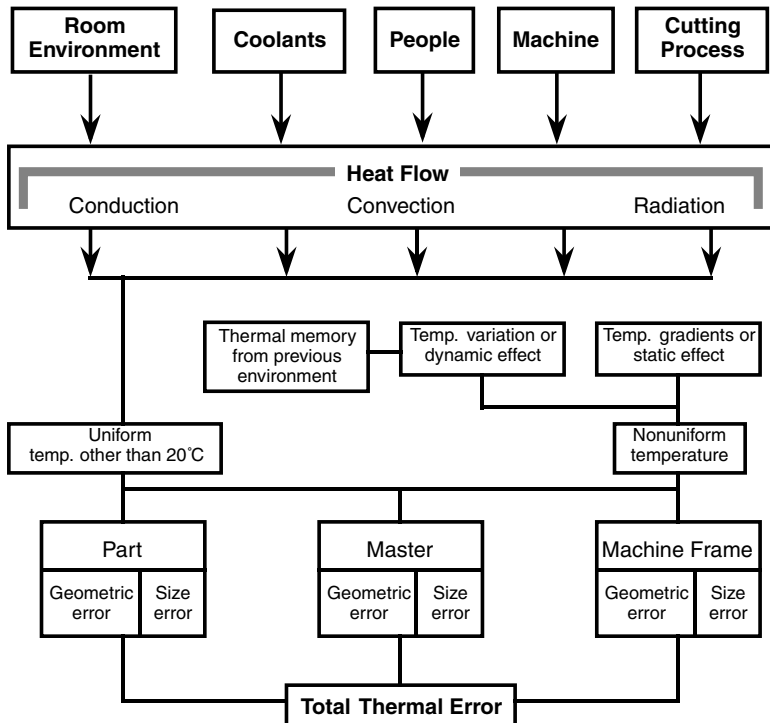 Room
Environment
Coolants
People
Machine
Cutting
Process
Heat Flow
Conduction
Convection
Radiation
Thermal memory
from previous
environment
Temp. variation or
dynamic effect
Temp. gradients or
static effect
Uniform
temp. other than 20°C
Nonuniform
temperature
Part
Geometric
error
Size
error
Master
Geometric
error
Size
error
Machine Frame
Geometric
error
Size
error
Total Thermal Error